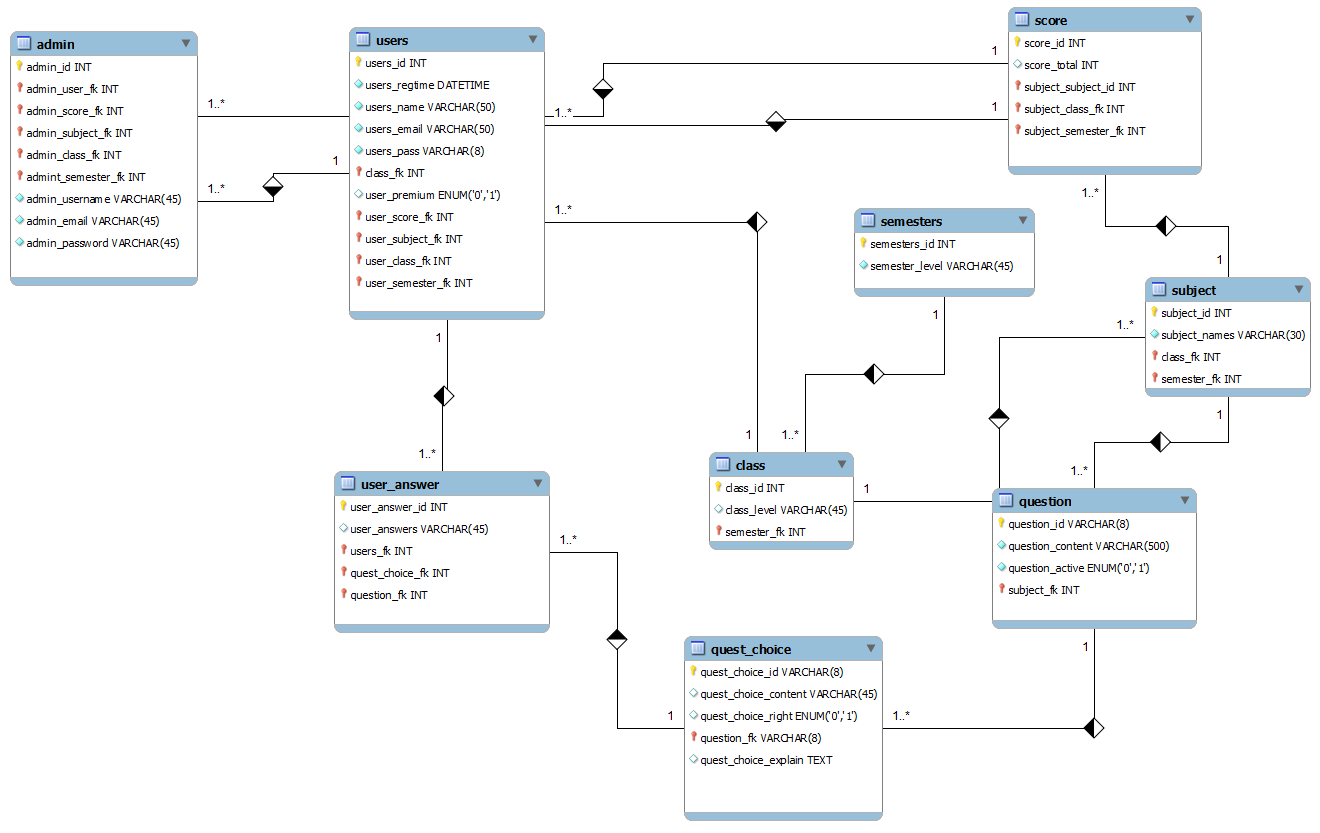 admin
admin_id INT
admin_user_fk INT
admin_score_fk INT
admin_subject_fk INT
admin_class_fk INT
admint_semester_fk INT
admin_username VARCHAR(45)
admin_email VARCHAR(45)
admin_password VARCHAR(45)
1..*
1
1..*
users
users_id INT
users_regtime DATETIME
users_name VARCHAR(50)
users_email VARCHAR(50)
users_pass VARCHAR(8)
class_fk INT
user_premium ENUM('0','1')
user_score_fk INT
user_subject_fk INT
user_class_fk INT
user_semester_fk INT
1..*
1
1
1..*
score
score_id INT
score_total INT
subject_subject_id INT
subject_class_fk INT
subject_semester_fk INT
1..*
1
semesters
semesters_id INT
semester_level VARCHAR(45)
1
subject
subject_id INT
subject_names VARCHAR(30)
class_fk INT
semester_fk INT
1..*
1
1
1..*
1
1..*
user_answer
user_answer_id INT
user_answers VARCHAR(45)
users_fk INT
quest_choice_fk INT
question_fk INT
1..*
class
class_id INT
class_level VARCHAR(45)
semester_fk INT
1
1..*
question
question_id VARCHAR(8)
question_content VARCHAR(500)
question_active ENUM('0','1')
subject_fk INT
1
quest_choice
quest_choice_id VARCHAR(8)
quest_choice_content VARCHAR(45)
quest_choice_right ENUM('0','1')
question_fk VARCHAR(8)
quest_choice_explain TEXT
1
1..*